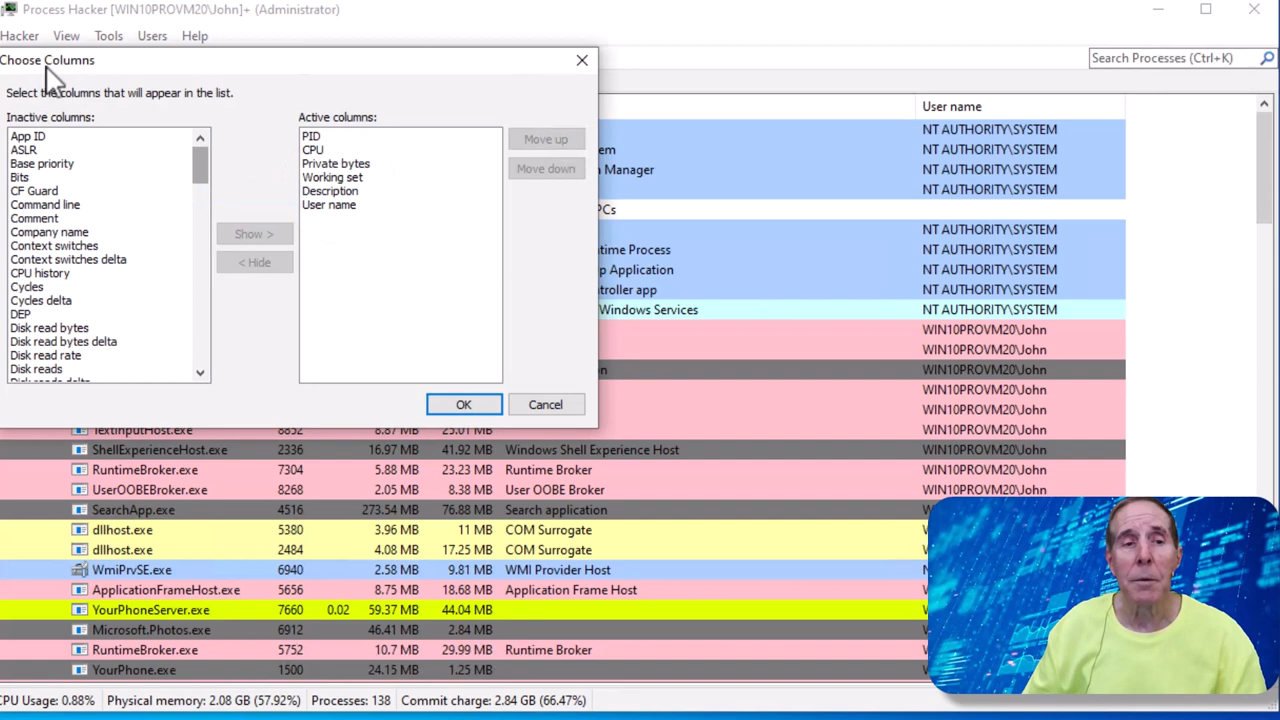 Process Hacker [WIN10PROVM20\John]+ (Administrator)
Hacker View Tools Users Help
Choose Columns
Search Processes (Ctrl+K)
Select the columns that will appear in the list.
Inactive columns:
App ID
ASLR
Base priority
Bits
CF Guard
Command line
Comment
Company name
Context switches
Context switches delta
CPU history
Cycles
Cycles delta
DEP
Disk read bytes
Disk read bytes delta
Disk read rate
Disk reads
Disk reads delta
Show >
< Hide
Active columns:
PID
CPU
Private bytes
Working set
Description
User name
Move up
Move down
OK
Cancel
User name
NT AUTHORITY\SYSTEM
em NT AUTHORITY\SYSTEM
Manager NT AUTHORITY\SYSTEM
NT AUTHORITY\SYSTEM
PCs
NT AUTHORITY\SYSTEM
time Process NT AUTHORITY\SYSTEM
p Application NT AUTHORITY\SYSTEM
troller app NT AUTHORITY\SYSTEM
Windows Services NT AUTHORITY\SYSTEM
WIN10PROVM20\John
WIN10PROVM20\John
on WIN10PROVM20\John
WIN10PROVM20\John
WIN10PROVM20\John
TextInputHost.exe 8852 8.87 MB 25.01 MB WIN10PROVM20\John
ShellExperienceHost.exe 2336 16.97 MB 41.92 MB Windows Shell Experience Host WIN10PROVM20\John
RuntimeBroker.exe 7304 5.88 MB 23.23 MB Runtime Broker WIN10PROVM20\John
UserOOBEBroker.exe 8268 2.05 MB 8.38 MB User OOBE Broker WIN10PROVM20\John
SearchApp.exe 4516 273.54 MB 76.88 MB Search application
dllhost.exe 5380 3.96 MB 11 MB COM Surrogate
dllhost.exe 2484 4.08 MB 17.25 MB COM Surrogate
WmiPrvSE.exe 6940 2.58 MB 9.81 MB WMI Provider Host
ApplicationFrameHost.exe 5656 8.75 MB 18.68 MB Application Frame Host
YourPhoneServer.exe 7660 0.02 59.37 MB 44.04 MB
Microsoft.Photos.exe 6912 46.41 MB 2.84 MB
RuntimeBroker.exe 5752 10.7 MB 29.99 MB Runtime Broker
YourPhone.exe 1500 24.15 MB 1.25 MB
CPU Usage: 0.88% Physical memory: 2.08 GB (57.92%) Processes: 138 Commit charge: 2.84 GB (66.47%)